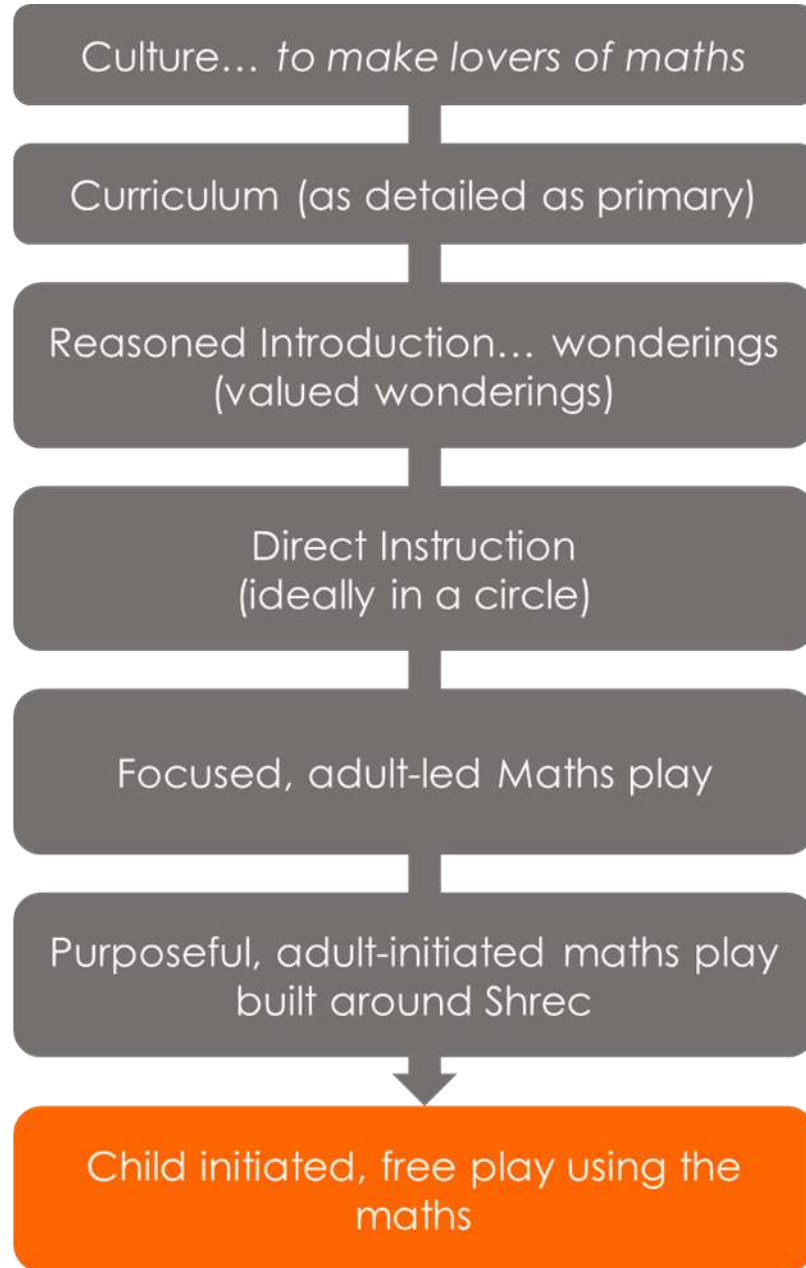 Culture… to make lovers of maths
Curriculum (as detailed as primary)
Reasoned Introduction… wonderings
(valued wonderings)
Direct Instruction
(ideally in a circle)
Focused, adult-led Maths play
Purposeful, adult-initiated maths play
built around Shrec
Child initiated, free play using the
maths